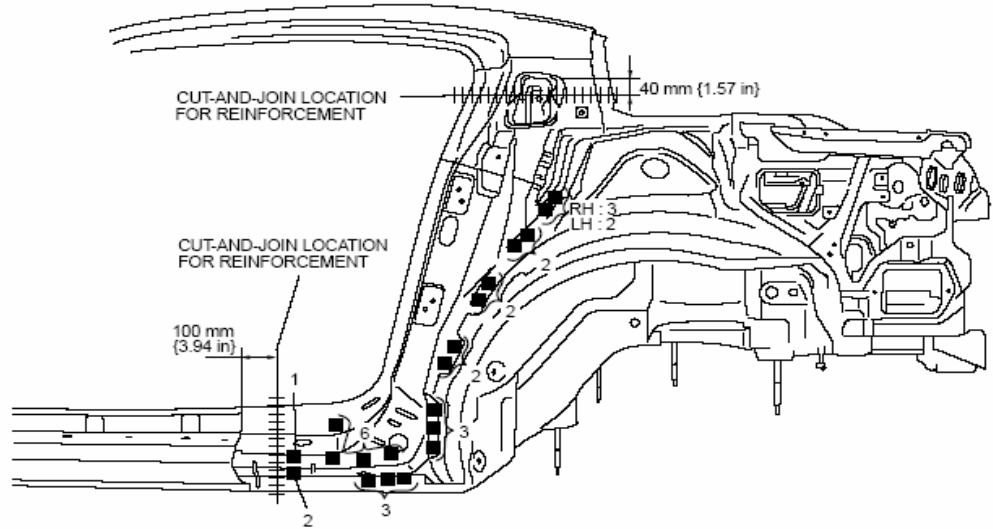 CUT-AND-JOIN LOCATION
FOR REINFORCEMENT
40 mm {1.57 in}
RH : 3
LH : 2
2
CUT-AND-JOIN LOCATION
FOR REINFORCEMENT
2
100 mm
{3.94 in}
1
2
6
3
3
2